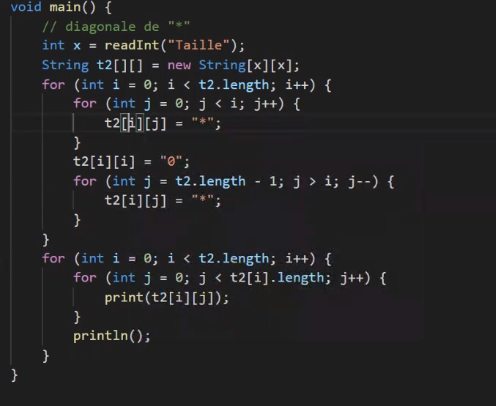 void main() {
    // diagonale de "*"
    int x = readInt("Taille");
    String t2[][] = new String[x][x];
    for (int i = 0; i < t2.length; i++) {
        for (int j = 0; j < i; j++) {
            t2[i][j] = "*";
        }
        t2[i][i] = "0";
        for (int j = t2.length - 1; j > i; j--) {
            t2[i][j] = "*";
        }
    }
    for (int i = 0; i < t2.length; i++) {
        for (int j = 0; j < t2[i].length; j++) {
            print(t2[i][j]);
        }
        println();
    }
}